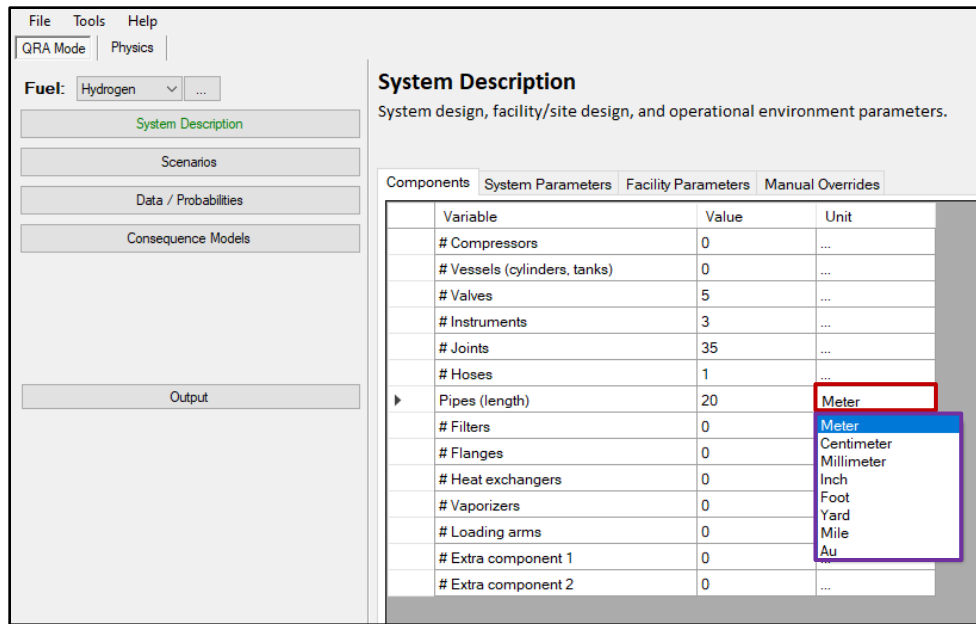 File Tools Help
QRA Mode Physics
Fuel: Hydrogen ...
System Description
Scenarios
Data / Probabilities
Consequence Models
Output
System Description
System design, facility/site design, and operational environment parameters.
Components System Parameters Facility Parameters Manual Overrides
Variable Value Unit
# Compressors 0 ...
# Vessels (cylinders, tanks) 0 ...
# Valves 5 ...
# Instruments 3 ...
# Joints 35 ...
# Hoses 1 ...
Pipes (length) 20 Meter
# Filters 0
# Flanges 0
# Heat exchangers 0
# Vaporizers 0
# Loading arms 0
# Extra component 1 0 ...
# Extra component 2 0 ...
Meter
Centimeter
Millimeter
Inch
Foot
Yard
Mile
Au